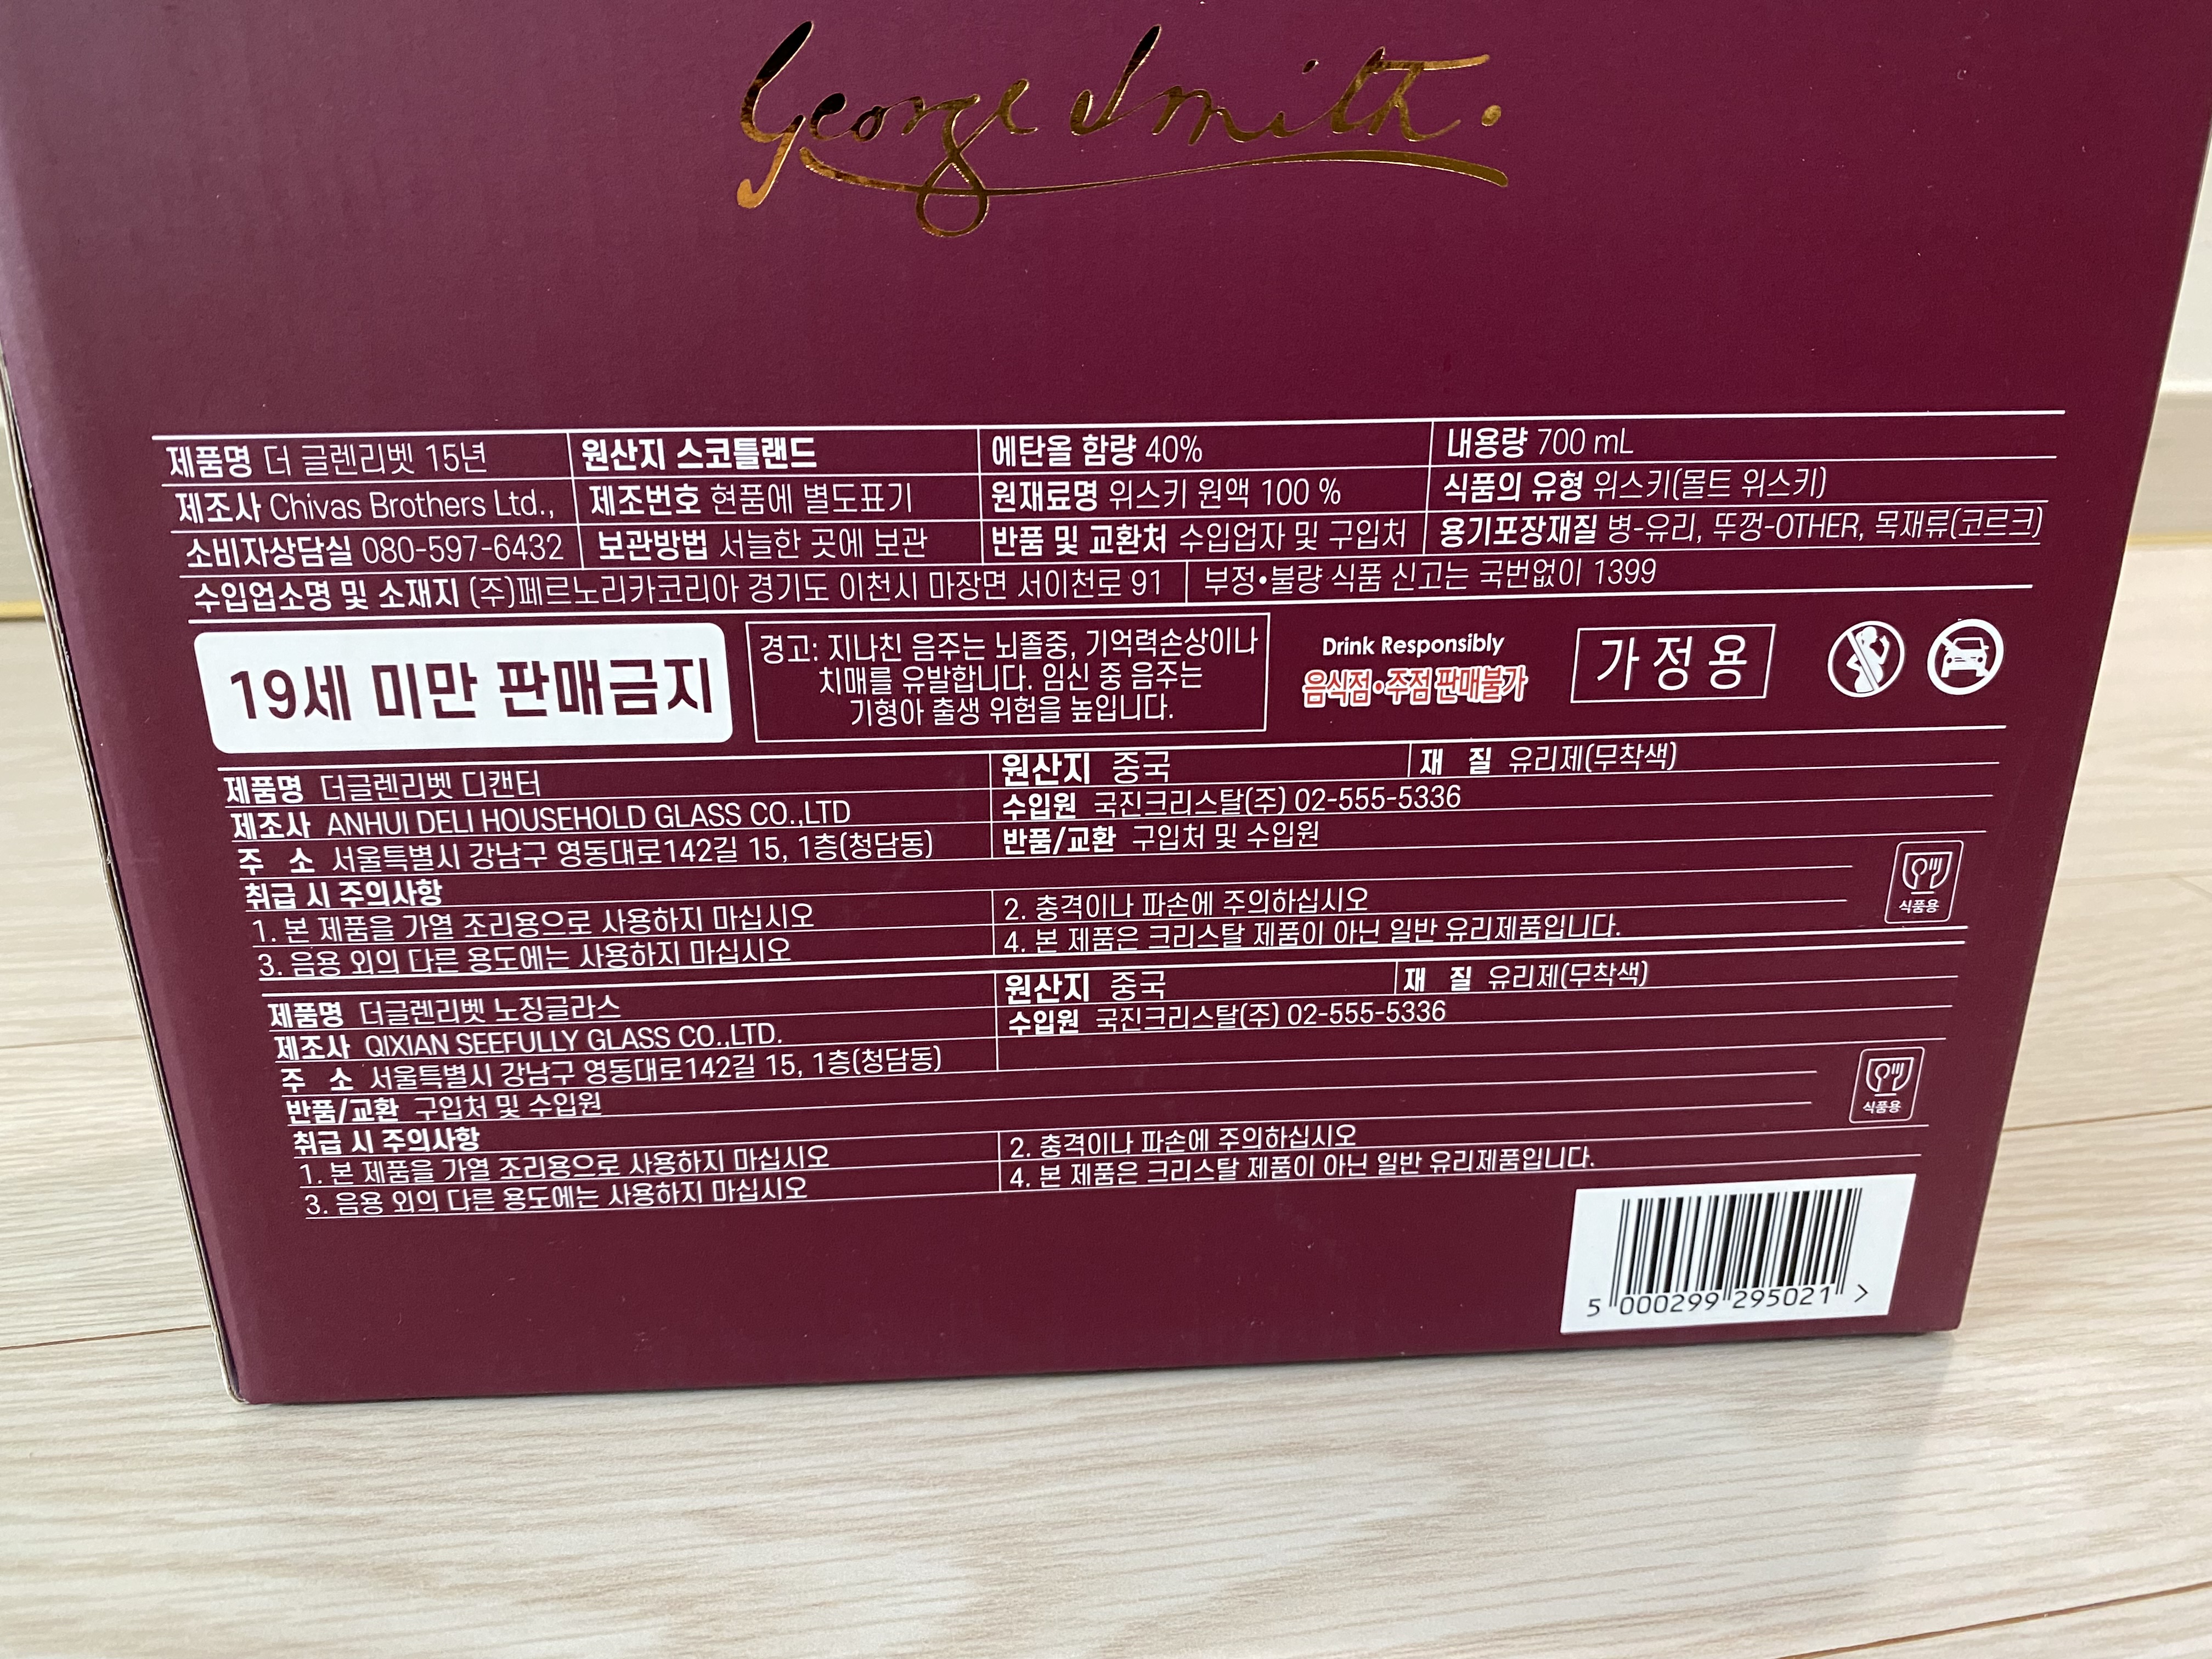 George Smith.
제품명 더 글렌리벳 15년 원산지 스코틀랜드 에탄올 함량 40% 내용량 700 mL
제조사 Chivas Brothers Ltd., 제조번호 현품에 별도표기 원재료명 위스키 원액 100 % 식품의 유형 위스키(몰트 위스키)
소비자상담실 080-597-6432 보관방법 서늘한 곳에 보관 반품 및 교환처 수입업자 및 구입처 용기포장재질 병-유리, 뚜껑-OTHER, 목재류(코르크)
수입업소명 및 소재지 (주)페르노리카코리아 경기도 이천시 마장면 서이천로 91 부정•불량 식품 신고는 국번없이 1399
19세 미만 판매금지
경고: 지나친 음주는 뇌졸중, 기억력손상이나
치매를 유발합니다. 임신 중 음주는
기형아 출생 위험을 높입니다.
Drink Responsibly
음식점•주점 판매불가
가정용
제품명 더글렌리벳 디캔터 원산지 중국 재 질 유리제(무착색)
제조사 ANHUI DELI HOUSEHOLD GLASS CO.,LTD 수입원 국진크리스탈(주) 02-555-5336
주 소 서울특별시 강남구 영동대로142길 15, 1층(청담동) 반품/교환 구입처 및 수입원
취급 시 주의사항
1. 본 제품을 가열 조리용으로 사용하지 마십시오 2. 충격이나 파손에 주의하십시오
3. 음용 외의 다른 용도에는 사용하지 마십시오 4. 본 제품은 크리스탈 제품이 아닌 일반 유리제품입니다.
식품용
제품명 더글렌리벳 노징글라스 원산지 중국 재 질 유리제(무착색)
제조사 QIXIAN SEEFULLY GLASS CO.,LTD. 수입원 국진크리스탈(주) 02-555-5336
주 소 서울특별시 강남구 영동대로142길 15, 1층(청담동)
반품/교환 구입처 및 수입원
취급 시 주의사항
1. 본 제품을 가열 조리용으로 사용하지 마십시오 2. 충격이나 파손에 주의하십시오
3. 음용 외의 다른 용도에는 사용하지 마십시오 4. 본 제품은 크리스탈 제품이 아닌 일반 유리제품입니다.
식품용
5 000299 295021 >